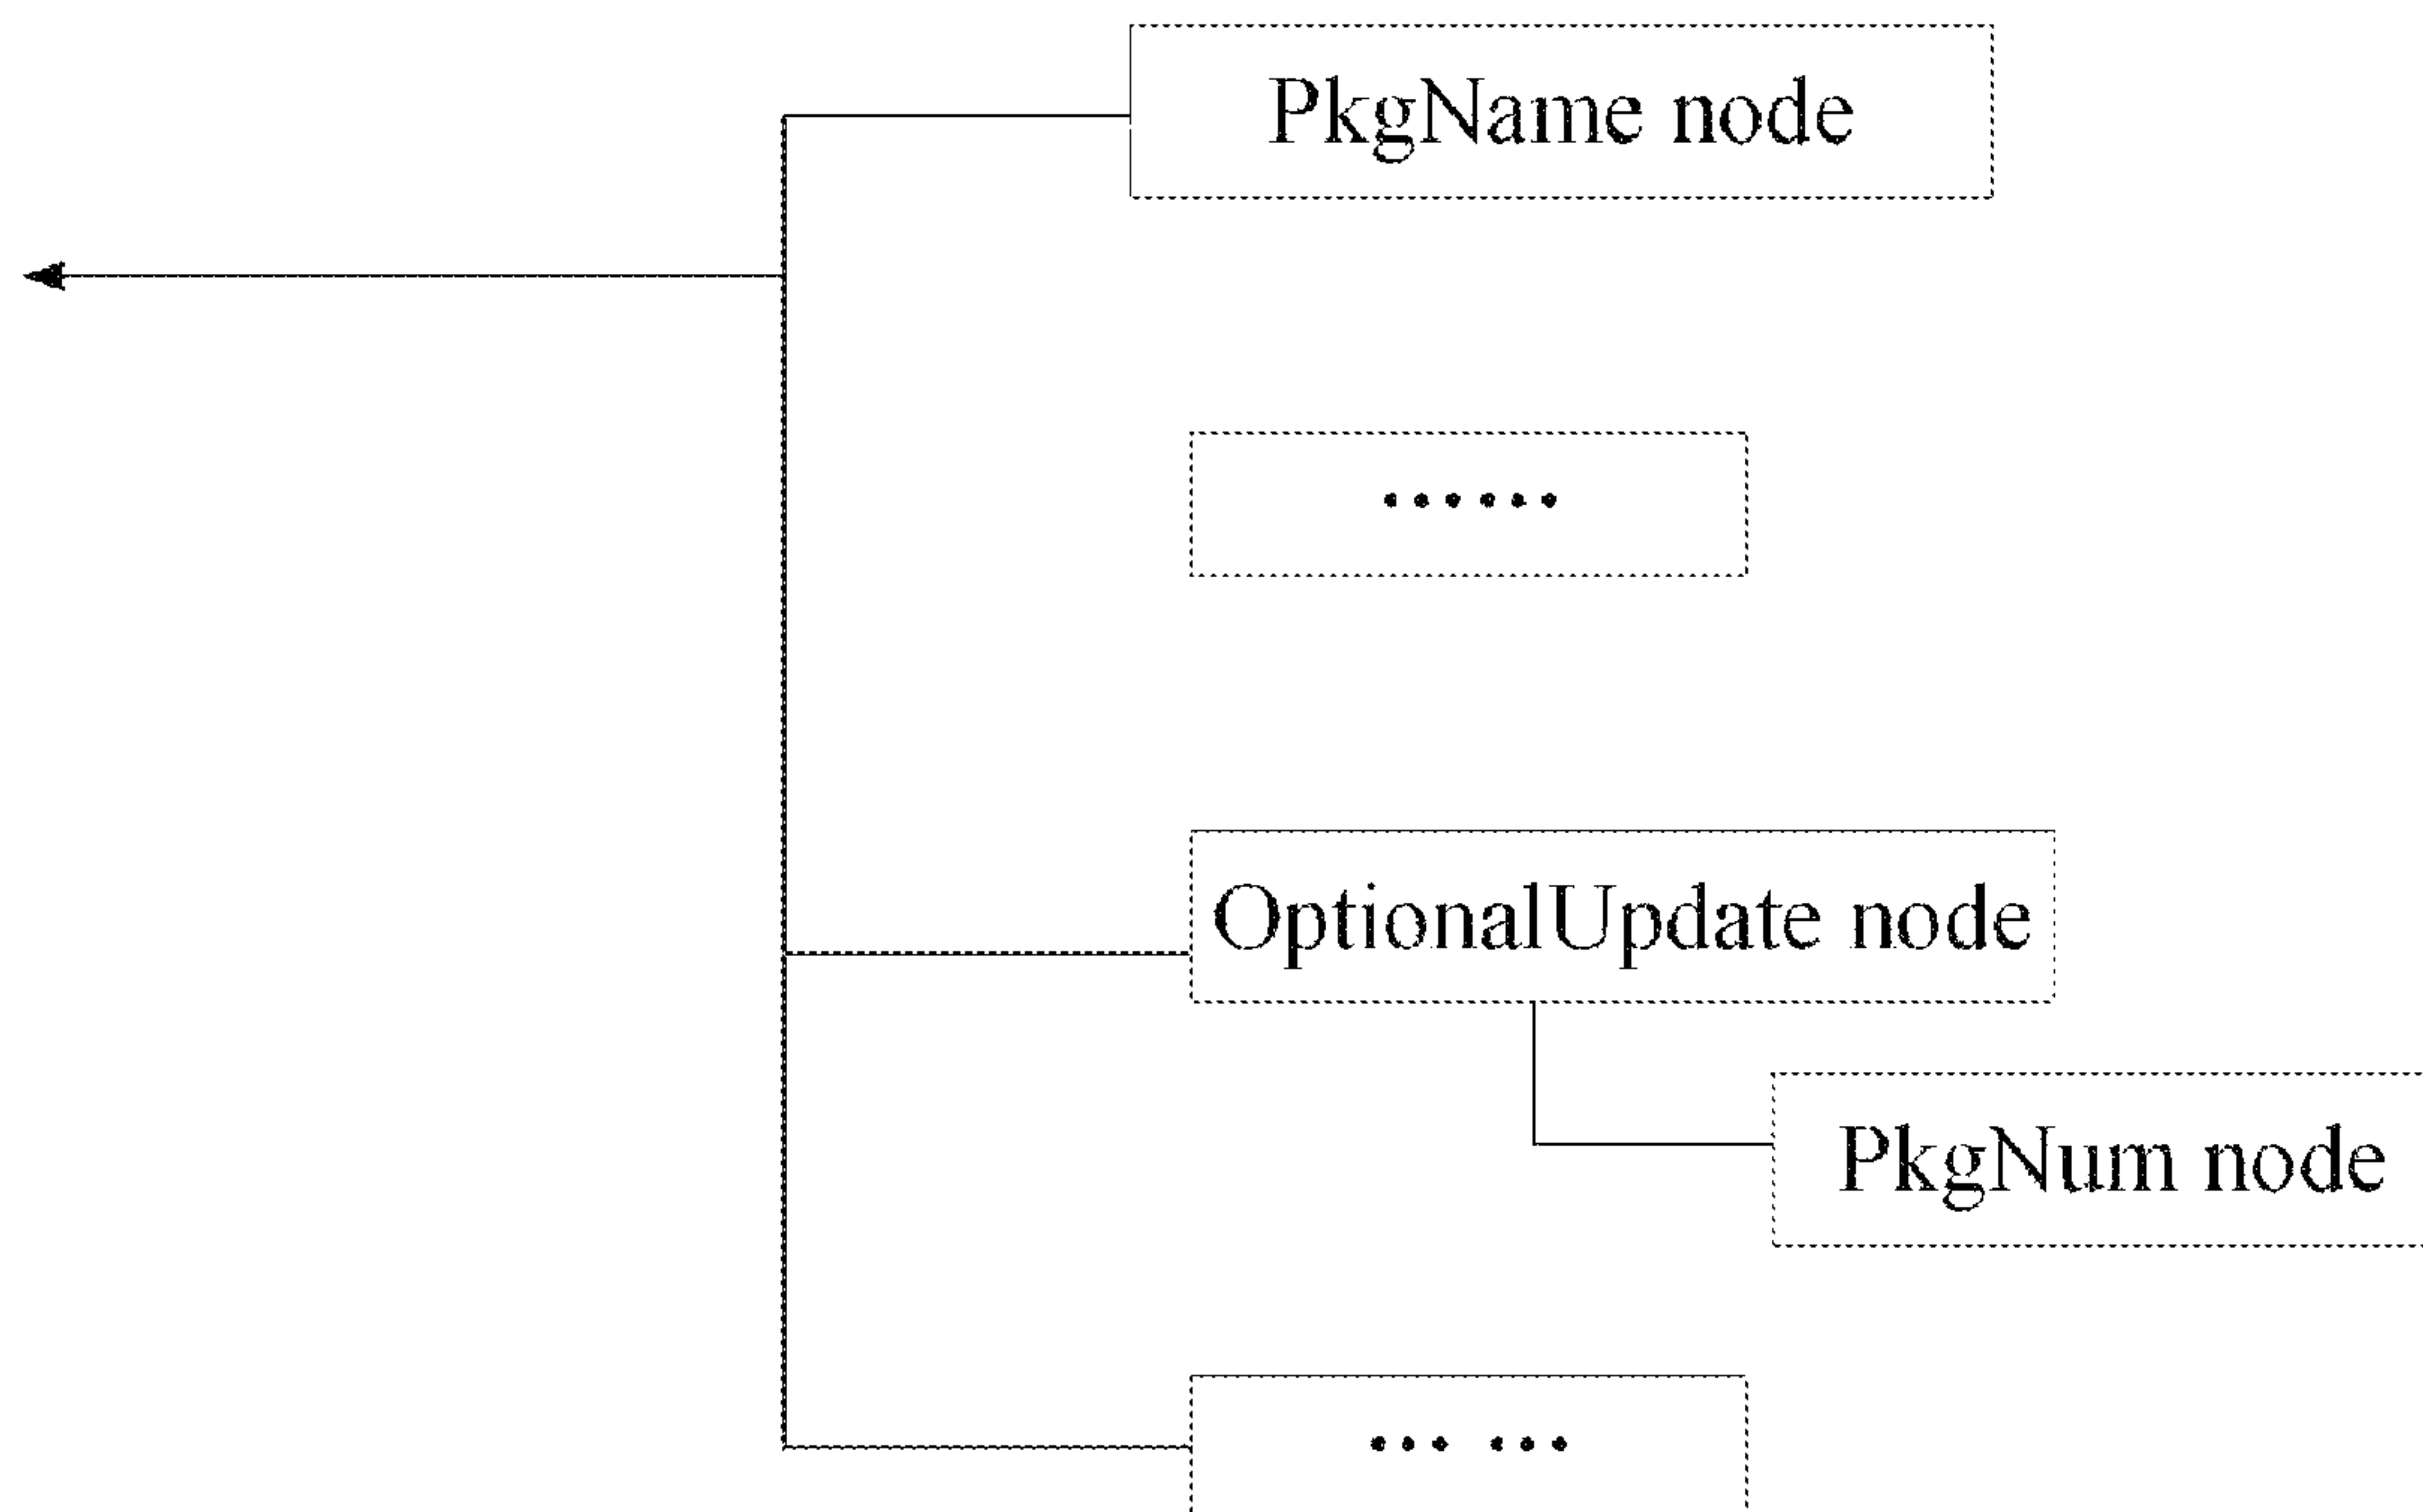 PkgName node
......
OptionalUpdate node
PkgNum node
... ...